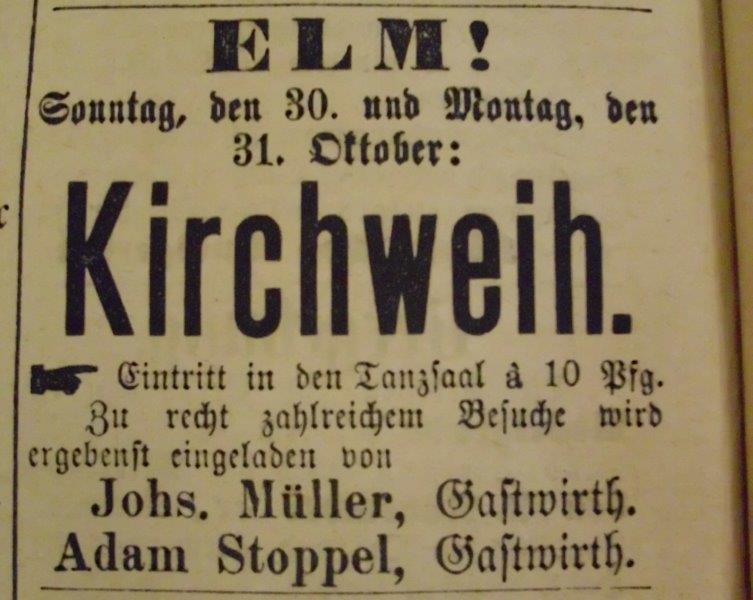 ELM!
Sonntag, den 30. und Montag, den
31. Oktober:
Kirchweih.
Eintritt in den Tanzsaal à 10 Pfg.
Zu recht zahlreichem Besuche wird
ergebenst eingeladen von
Johs. Müller, Gastwirth.
Adam Stoppel, Gastwirth.